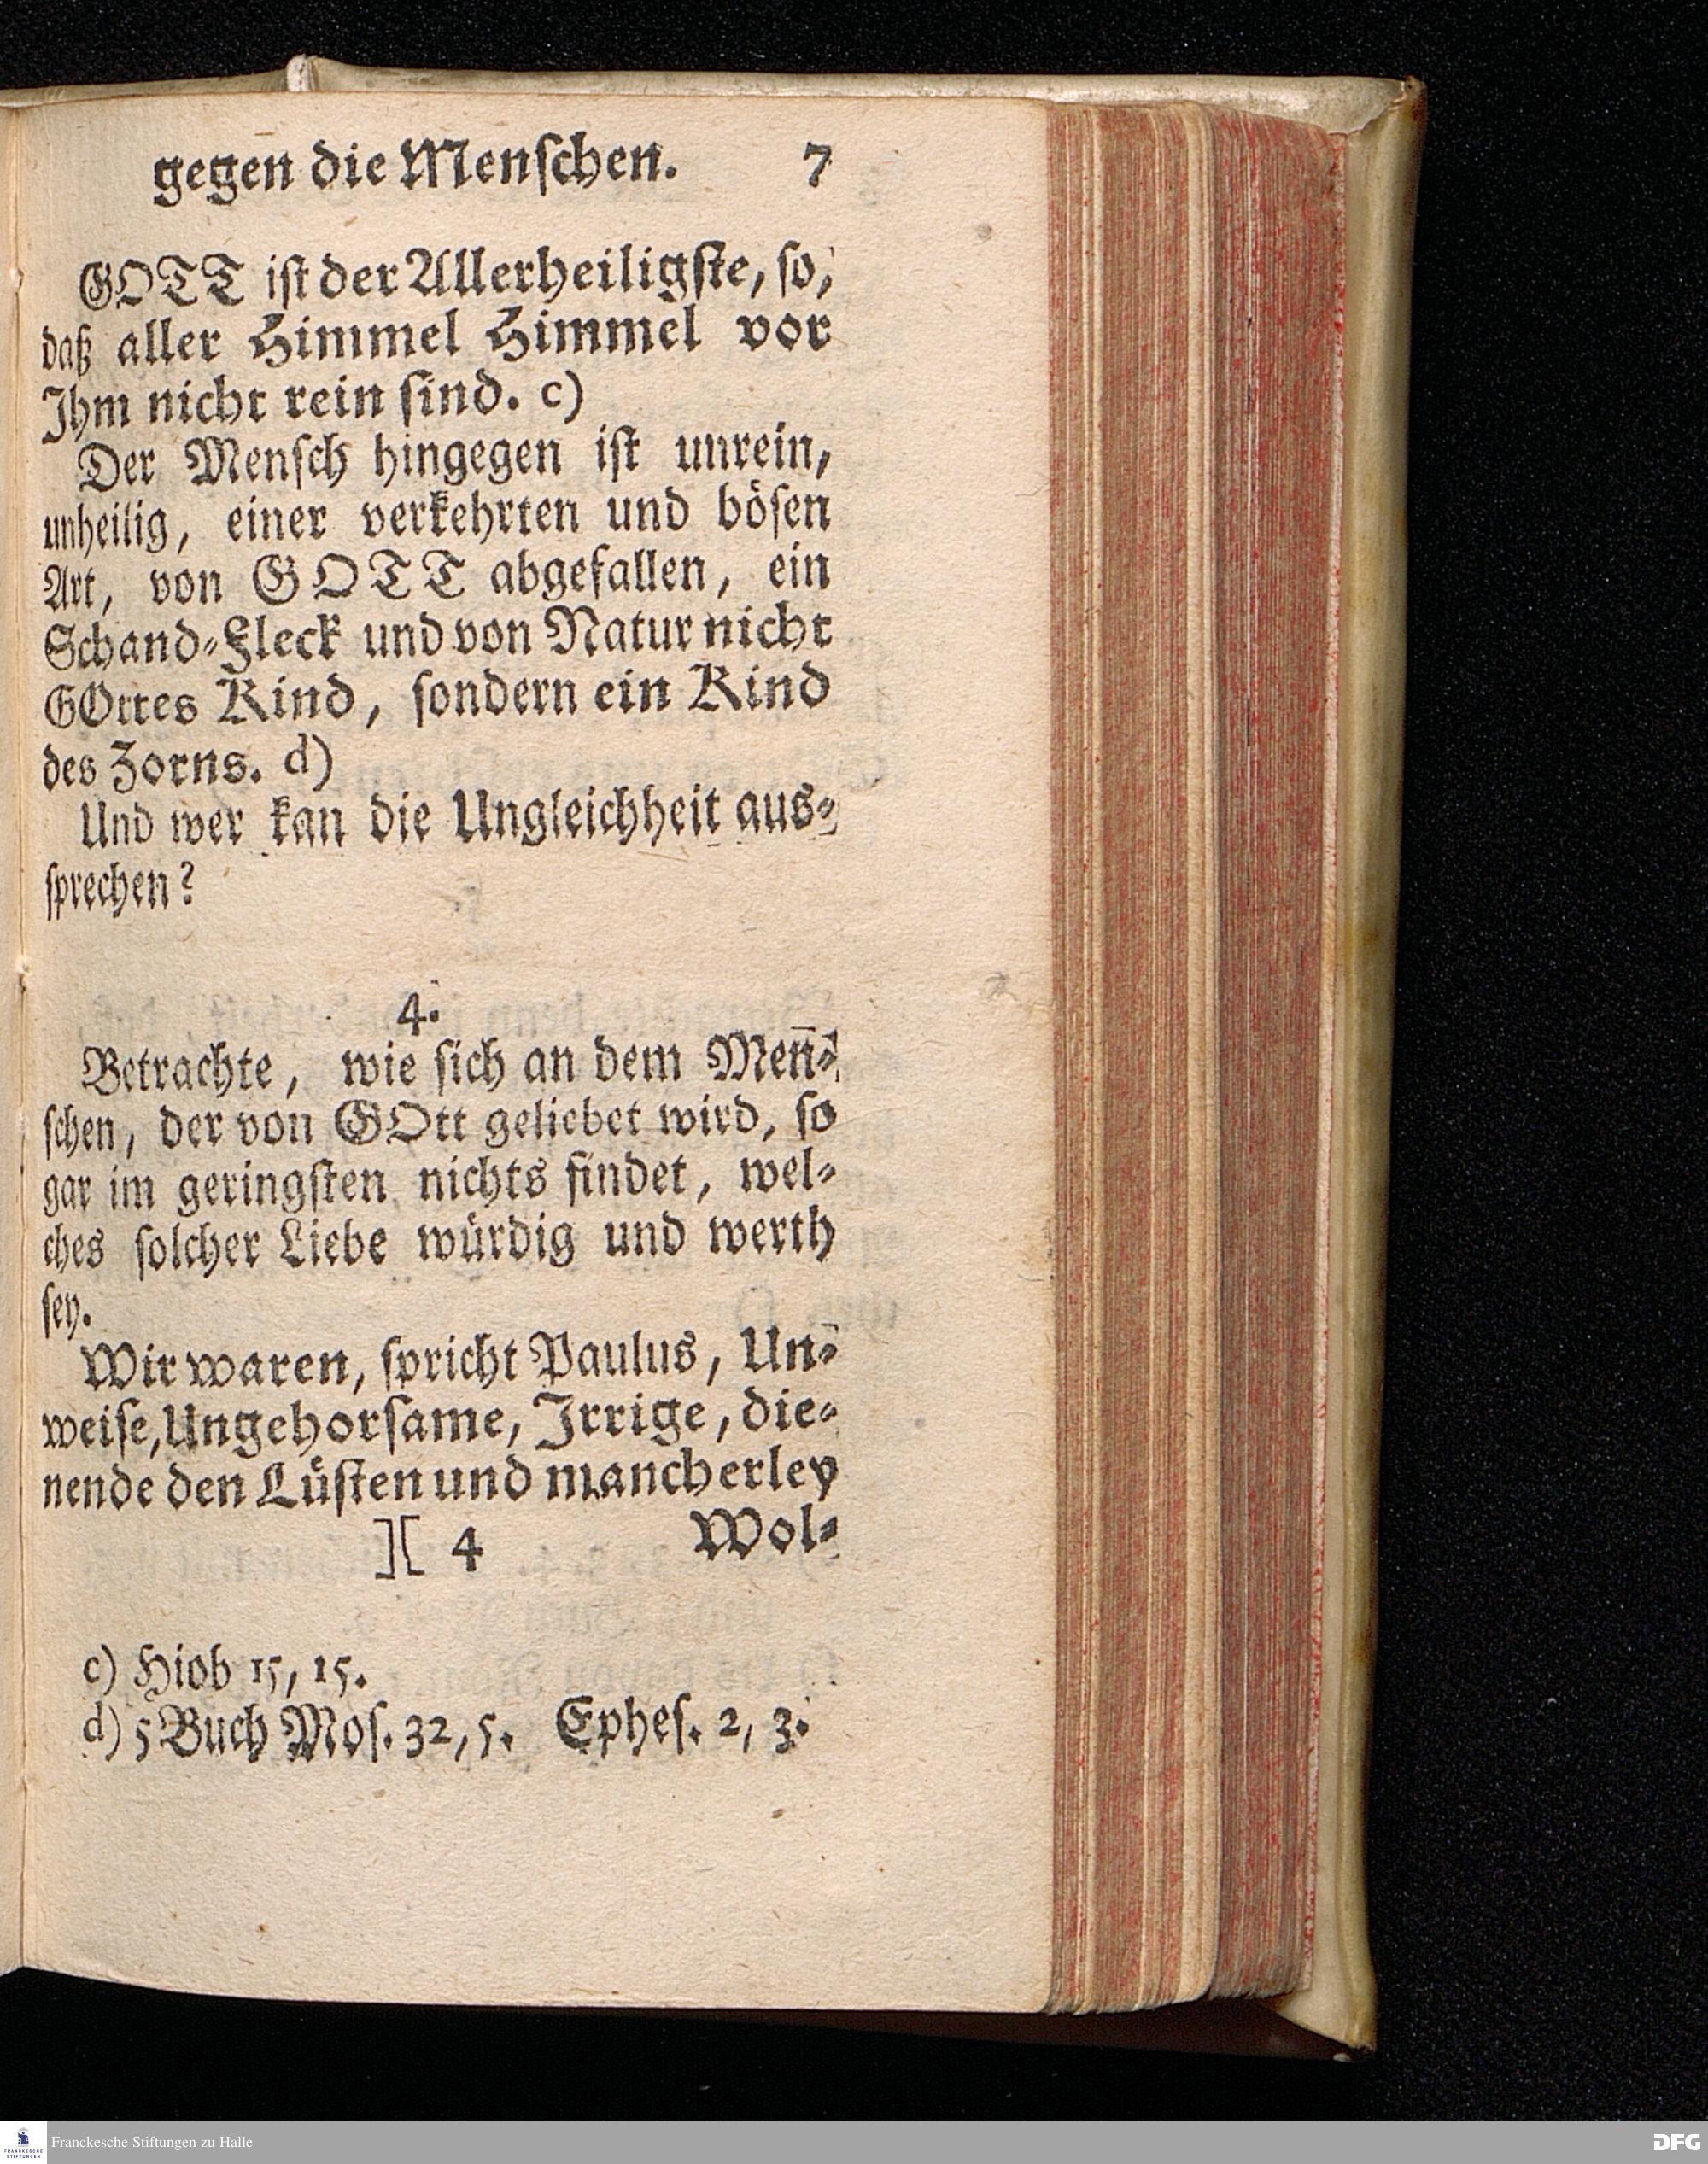 gegen die Menſchen. 7
GOTT iſt der Allerheiligſte, ſo,
daß aller Himmel Himmel vor
Ihm nicht rein ſind. c)
Der Menſch hingegen iſt unrein,
unheilig, einer verkehrten und böſen
Art, von GOTT abgefallen, ein
Schand-Fleck und von Natur nicht
GOttes Kind, ſondern ein Kind
des Zorns. d)
Und wer kan die Ungleichheit aus-
ſprechen?
4.
Betrachte, wie ſich an dem Men̄-
ſchen, der von GOtt geliebet wird, ſo
gar im geringſten nichts findet, wel-
ches ſolcher Liebe würdig und werth
ſey.
Wir waren, ſpricht Paulus, Un-
weiſe, Ungehorſame, Irrige, die-
nende den Lüſten und mancherley
][ 4 Wol-
c) Hiob 15, 15.
d) 5 Buch Moſ. 32, 5. Epheſ. 2, 3.
FRANCKESCHE STIFTUNGEN
Franckesche Stiftungen zu Halle
DFG